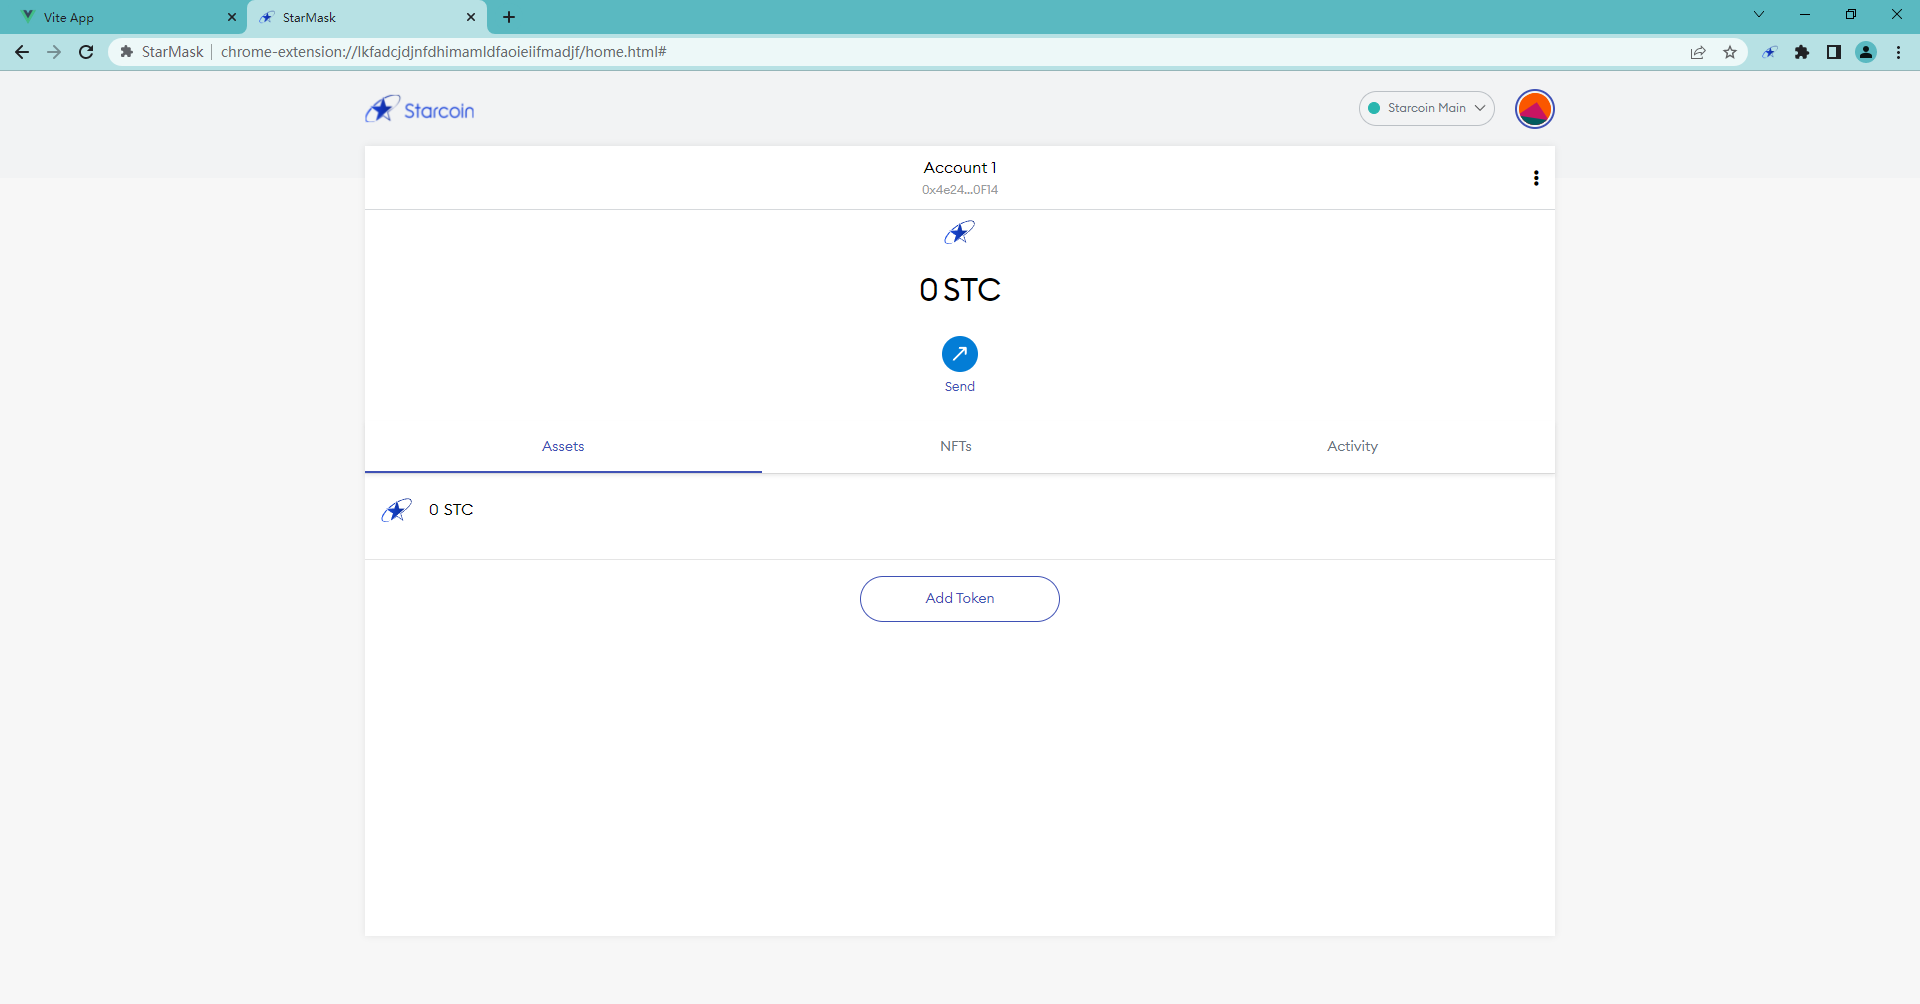 Vite App
StarMask
StarMask
chrome-extension://lkfadcjdjnfdhimamldfaoieiifmadjf/home.html#
Starcoin
Starcoin Main
Account 1
0x4e24...0F14
0 STC
Send
Assets
NFTs
Activity
0 STC
Add Token